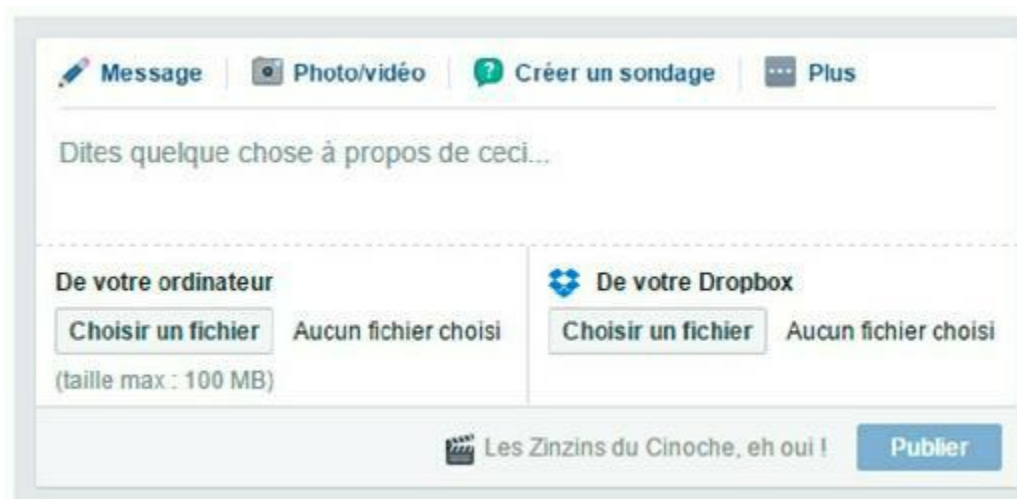 Message Photo/vidéo Créer un sondage Plus
Dites quelque chose à propos de ceci...
De votre ordinateur
Choisir un fichier Aucun fichier choisi
(taille max : 100 MB)
De votre Dropbox
Choisir un fichier Aucun fichier choisi
Les Zinzins du Cinoche, eh oui !
Publier